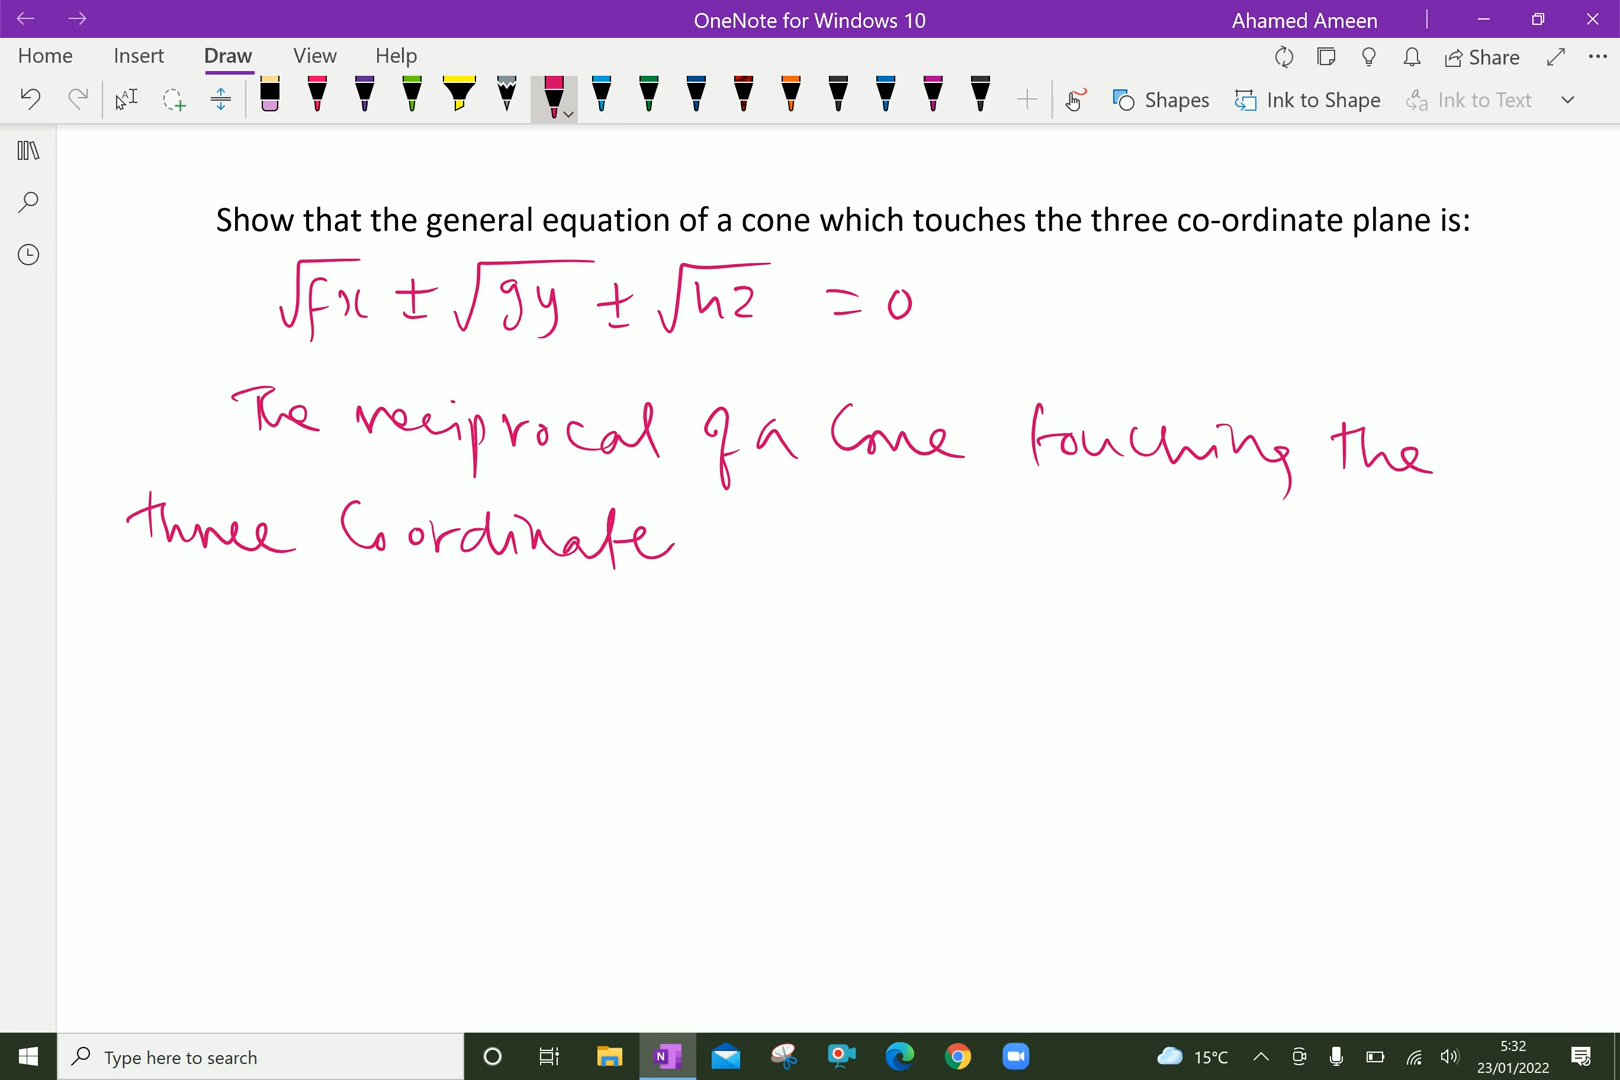 OneNote for Windows 10
Ahamed Ameen
Home Insert Draw View Help
Share
Shapes Ink to Shape Ink to Text
Show that the general equation of a cone which touches the three co-ordinate plane is:
√fx ± √gy ± √hz = 0
The reciprocal of a Cone touching the
three Coordinate
Type here to search
15°C
5:32
23/01/2022